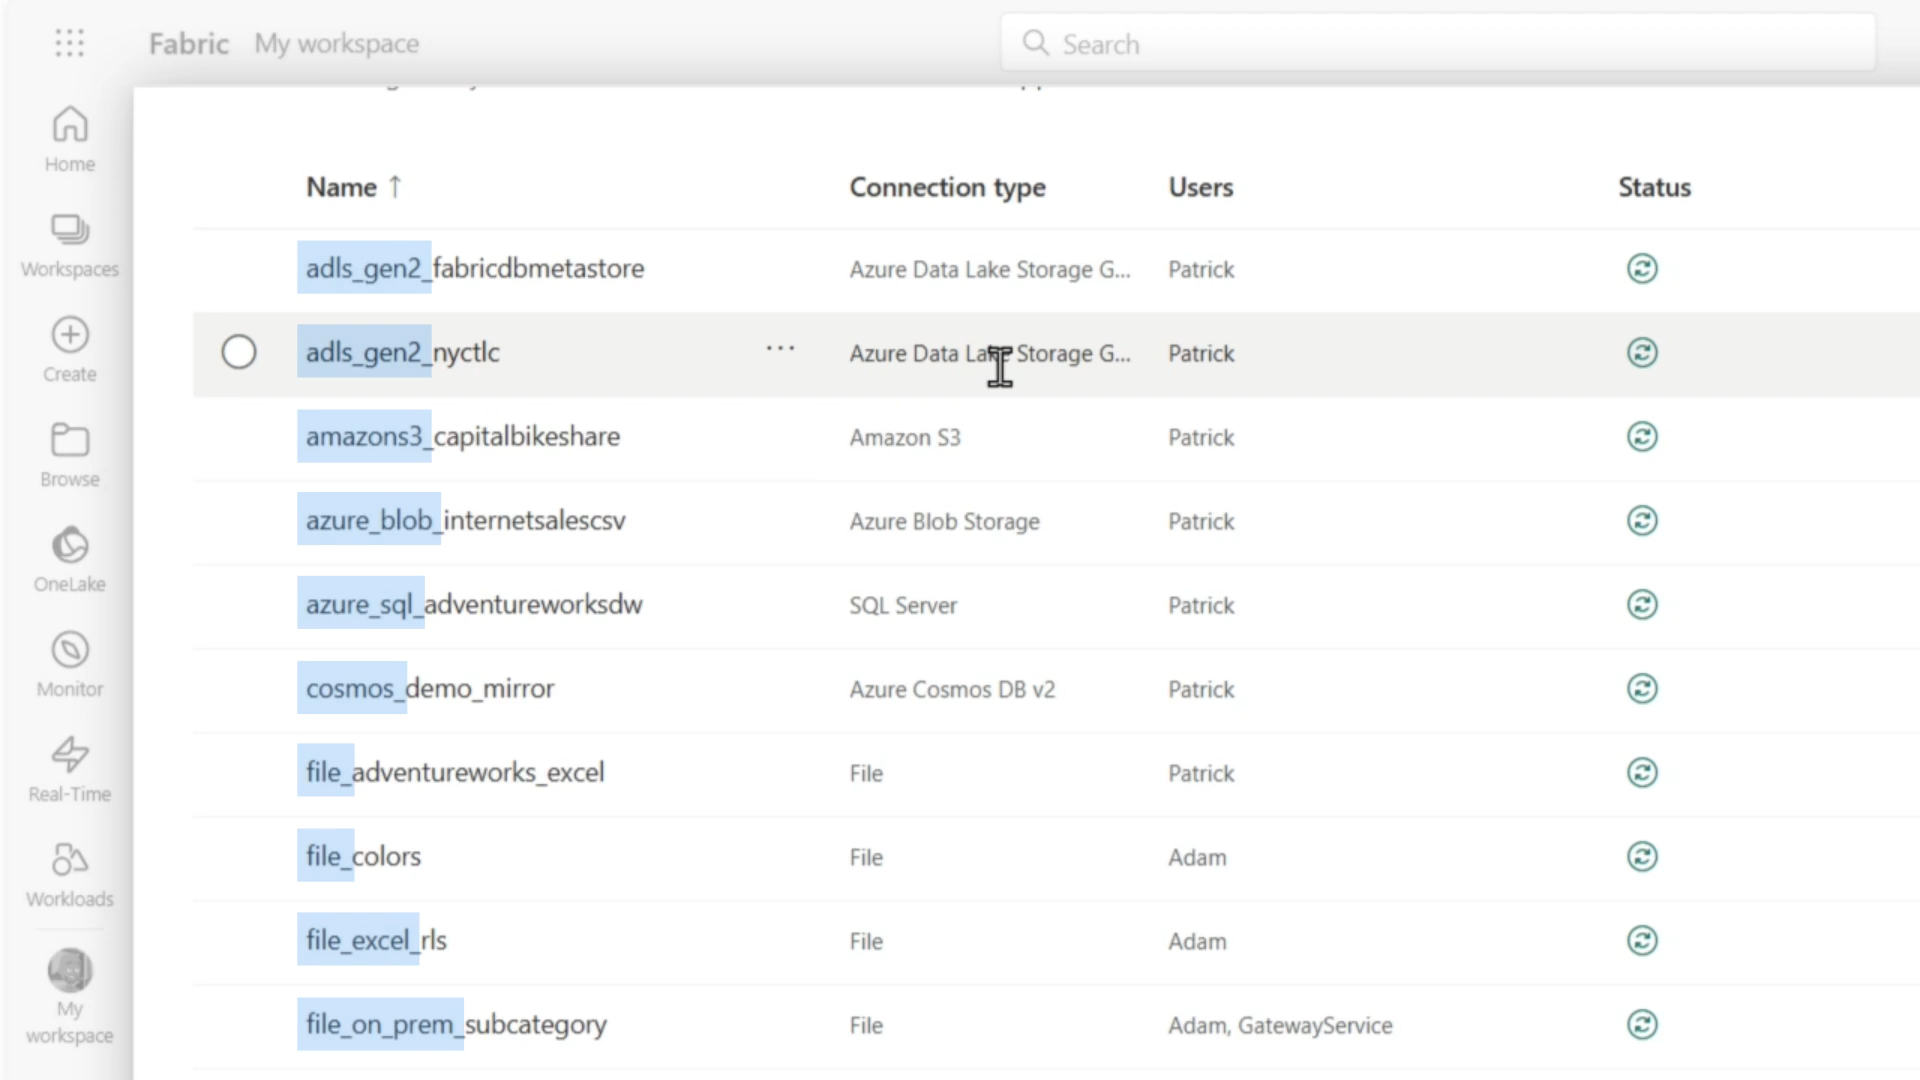 Fabric My workspace Search
Home
Workspaces
Create
Browse
OneLake
Monitor
Real-Time
Workloads
My
workspace
Name ↑ Connection type Users Status
adls_gen2_fabricdbmetastore Azure Data Lake Storage G... Patrick
adls_gen2_nyctlc ... Azure Data Lake Storage G... Patrick
amazons3_capitalbikeshare Amazon S3 Patrick
azure_blob_internetsalescsv Azure Blob Storage Patrick
azure_sql_adventureworksdw SQL Server Patrick
cosmos_demo_mirror Azure Cosmos DB v2 Patrick
file_adventureworks_excel File Patrick
file_colors File Adam
file_excel_rls File Adam
file_on_prem_subcategory File Adam, GatewayService